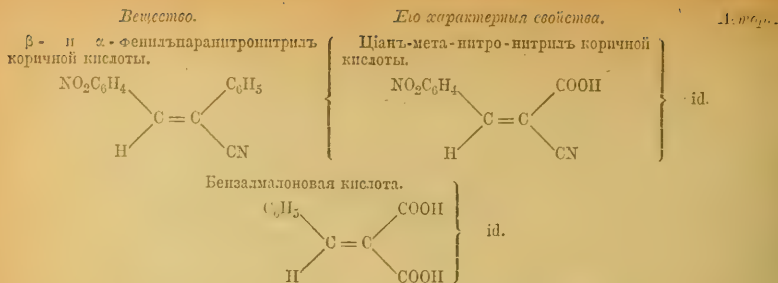 Вещество. Его характерныя свойства.
β- и α-фенилъпаранитронитрилъ коричной кислоты.
NO₂C₆H₄ C₆H₅
C=C
H CN
Ціанъ-мета-нитро-нитрилъ коричной кислоты.
NO₂C₆H₄ COOH
C=C
H CN
id.
Бензалмалоновая кислота.
C₆H₅ COOH
C=C
H COOH
id.